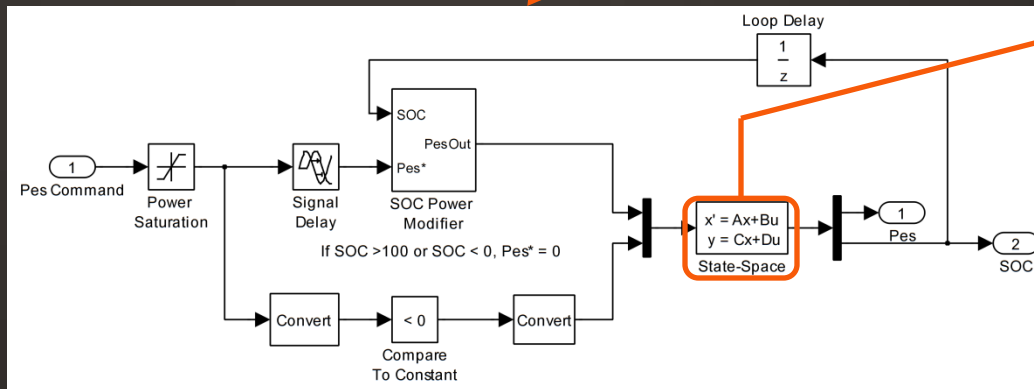 Loop Delay
1
z
SOC
PesOut
Pes*
1
Pes Command
Power
Saturation
Signal
Delay
SOC Power
Modifier
If SOC >100 or SOC < 0, Pes* = 0
x' = Ax+Bu
y = Cx+Du
State-Space
1
Pes
2
SOC
Convert
< 0
Convert
Compare
To Constant